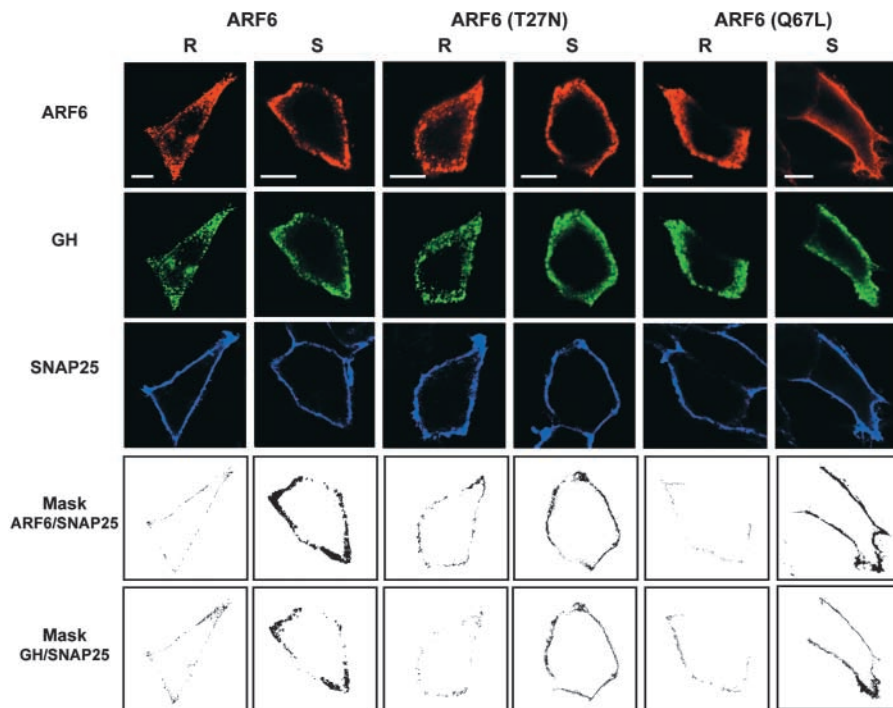 ARF6 ARF6 (T27N) ARF6 (Q67L)
R S R S R S
ARF6
GH
SNAP25
Mask
ARF6/SNAP25
Mask
GH/SNAP25